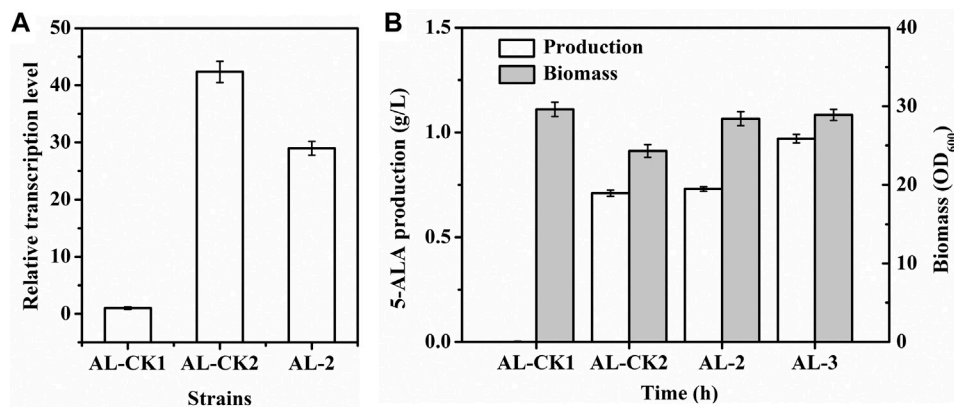 A
Relative transcription level
50
40
30
20
10
0
AL-CK1 AL-CK2 AL-2
Strains
B
5-ALA production (g/L)
1.5
1.0
0.5
0.0
Production
Biomass
40
30
20
10
0
Biomass (OD600)
AL-CK1 AL-CK2 AL-2 AL-3
Time (h)